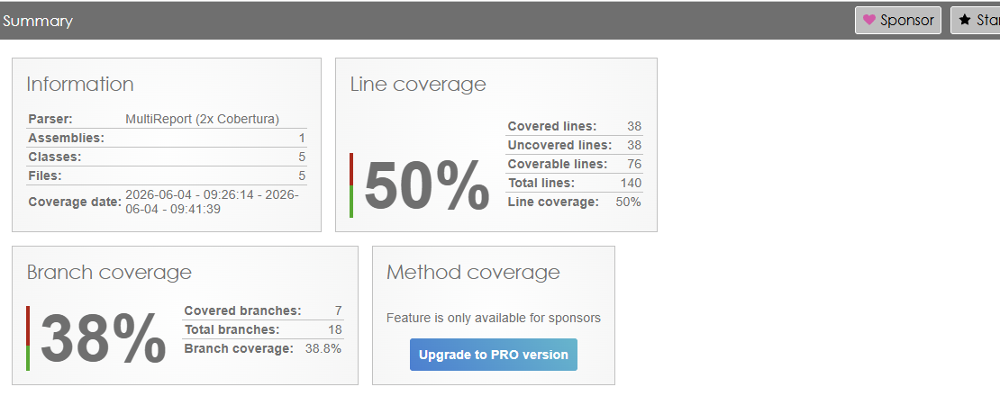 Summary
Sponsor
Star
Information
Parser: MultiReport (2x Cobertura)
Assemblies: 1
Classes: 5
Files: 5
Coverage date: 2026-06-04 - 09:26:14 - 2026-
06-04 - 09:41:39
Line coverage
50%
Covered lines: 38
Uncovered lines: 38
Coverable lines: 76
Total lines: 140
Line coverage: 50%
Branch coverage
38%
Covered branches: 7
Total branches: 18
Branch coverage: 38.8%
Method coverage
Feature is only available for sponsors
Upgrade to PRO version